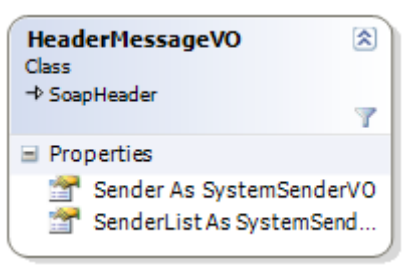 HeaderMessageVO
Class
SoapHeader
Properties
Sender As SystemSenderVO
SenderList As SystemSend...